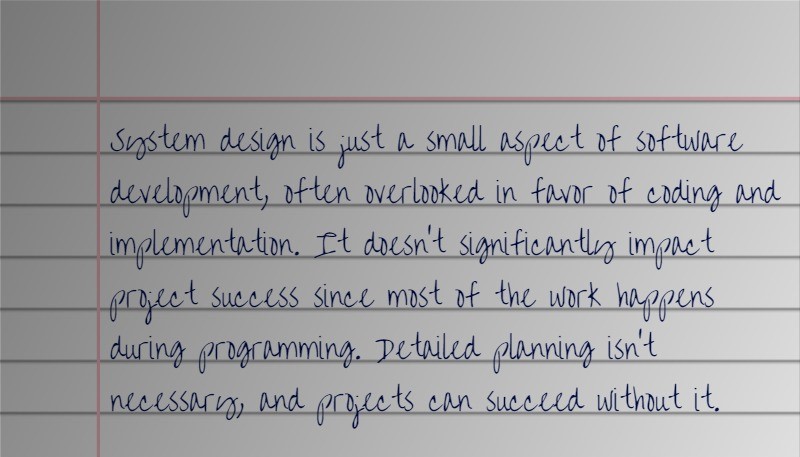 System design is just a small aspect of software
development, often overlooked in favor of coding and
implementation. It doesn't significantly impact
project success since most of the work happens
during programming. Detailed planning isn't
necessary, and projects can succeed without it.